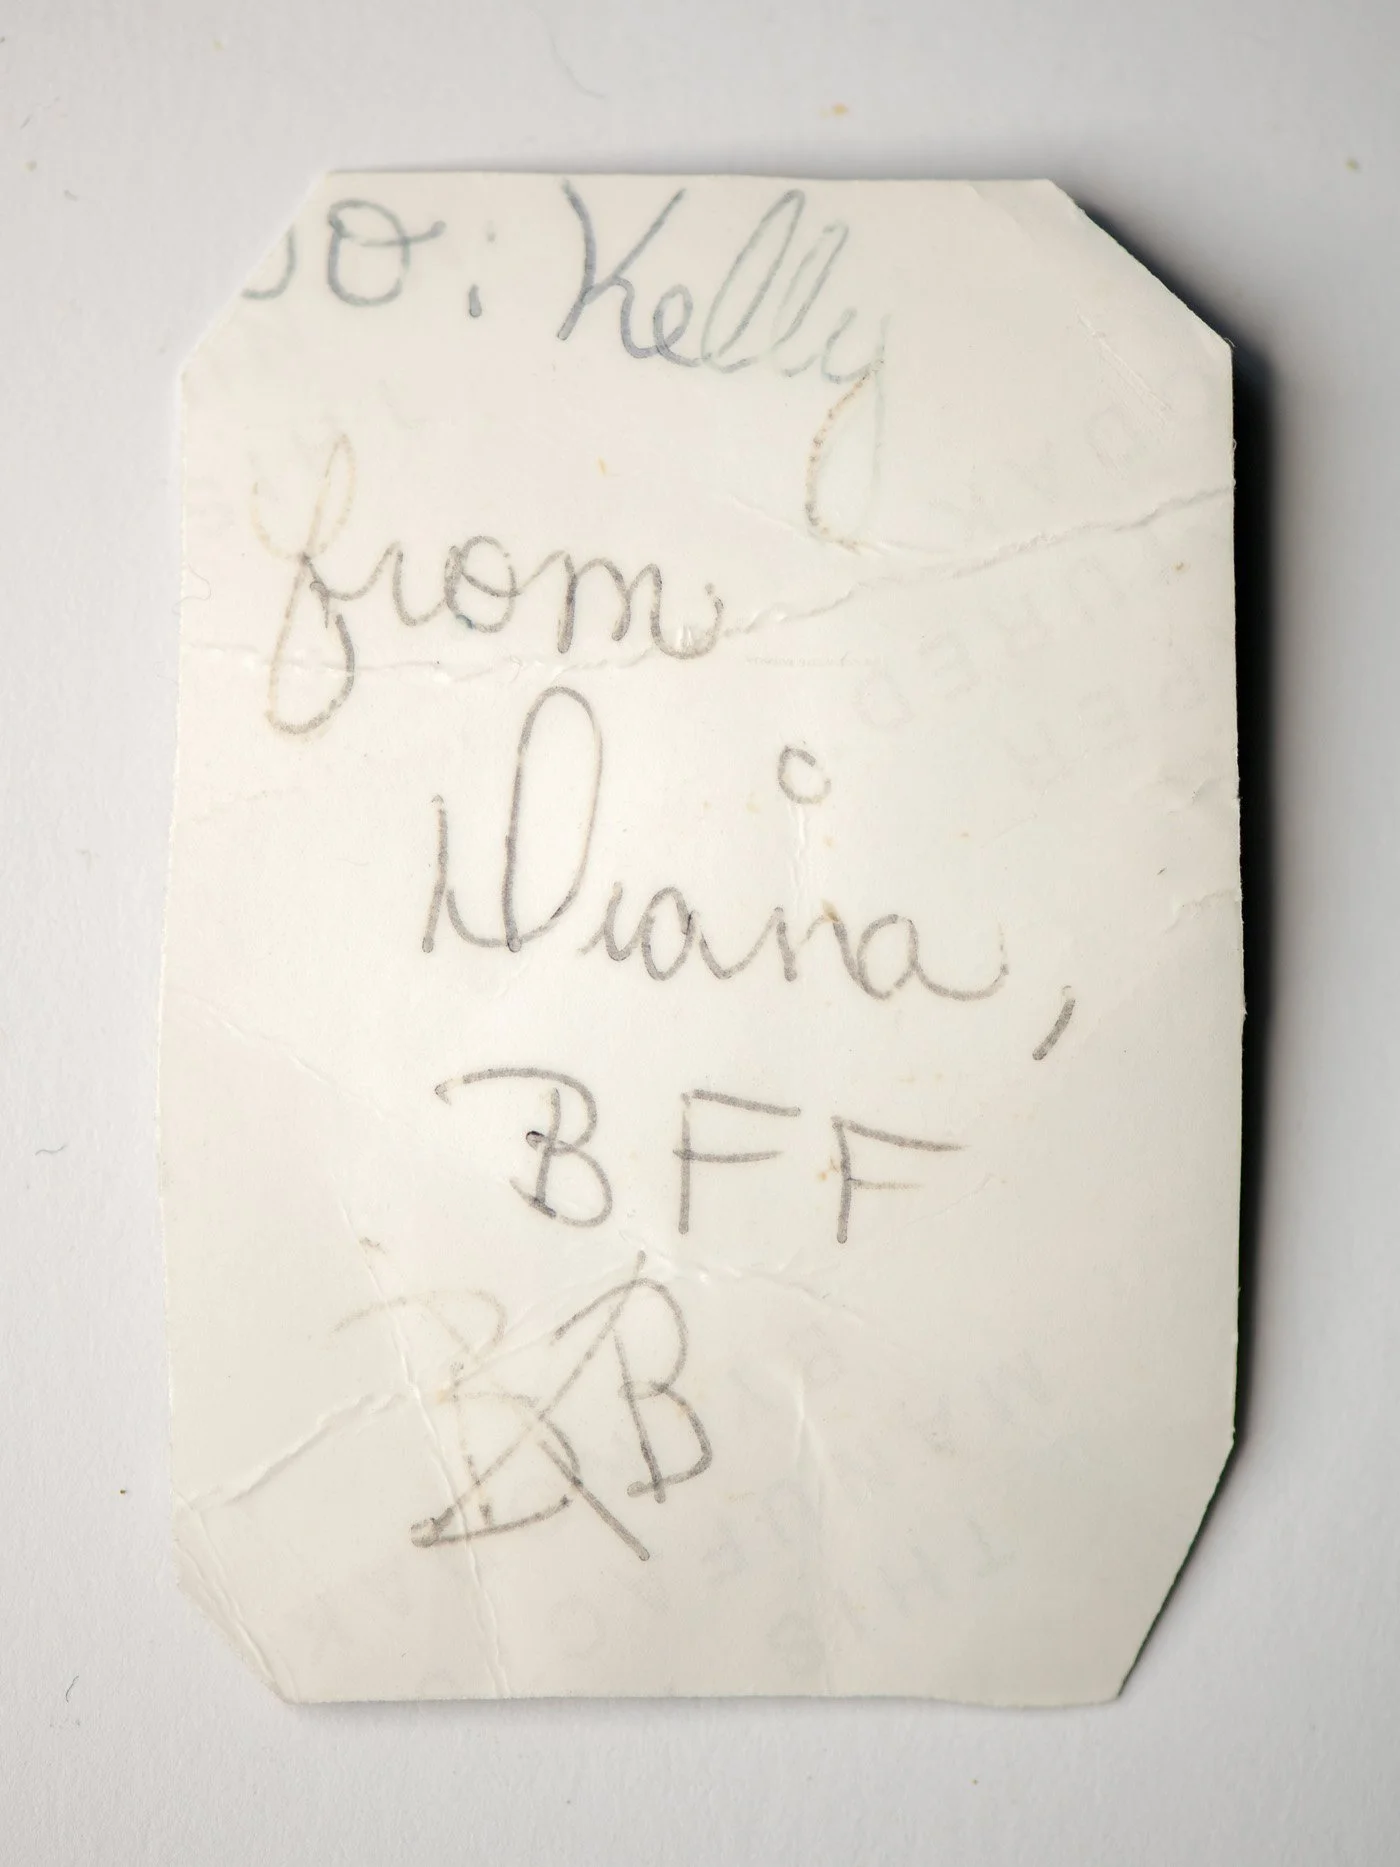 To: Kelly
from
Diana,
BFF
B B